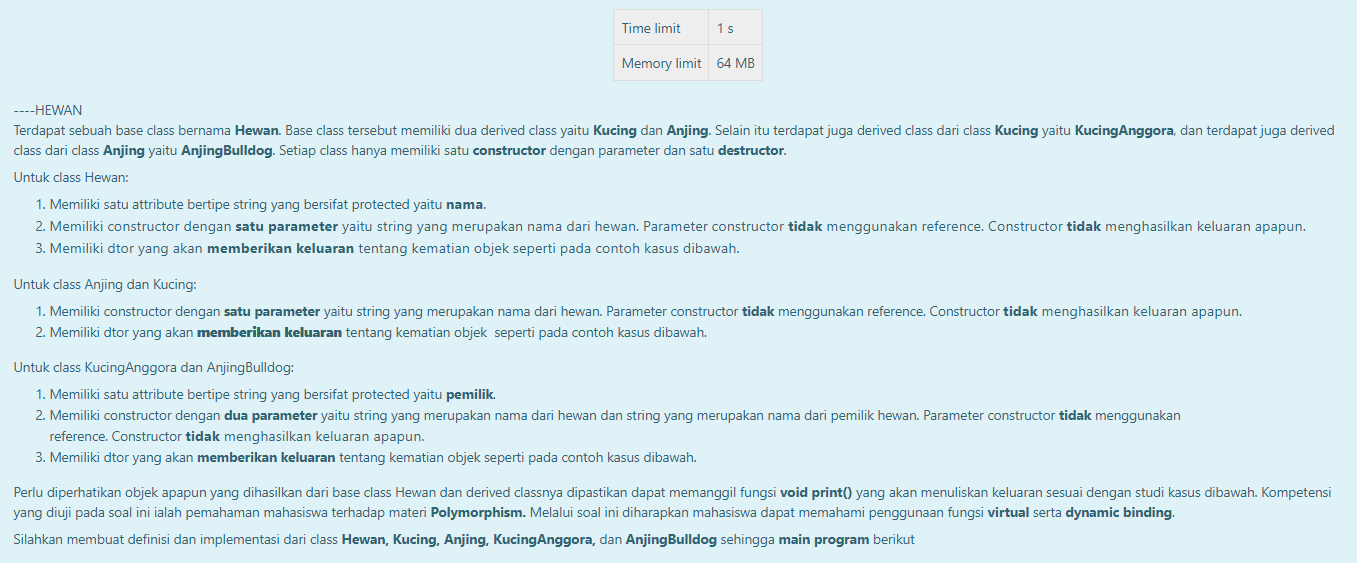 Time limit 1 s
Memory limit 64 MB
----HEWAN
Terdapat sebuah base class bernama Hewan. Base class tersebut memiliki dua derived class yaitu Kucing dan Anjing. Selain itu terdapat juga derived class dari class Kucing yaitu KucingAnggora, dan terdapat juga derived
class dari class Anjing yaitu AnjingBulldog. Setiap class hanya memiliki satu constructor dengan parameter dan satu destructor.
Untuk class Hewan:
1. Memiliki satu attribute bertipe string yang bersifat protected yaitu nama.
2. Memiliki constructor dengan satu parameter yaitu string yang merupakan nama dari hewan. Parameter constructor tidak menggunakan reference. Constructor tidak menghasilkan keluaran apapun.
3. Memiliki dtor yang akan memberikan keluaran tentang kematian objek seperti pada contoh kasus dibawah.
Untuk class Anjing dan Kucing:
1. Memiliki constructor dengan satu parameter yaitu string yang merupakan nama dari hewan. Parameter constructor tidak menggunakan reference. Constructor tidak menghasilkan keluaran apapun.
2. Memiliki dtor yang akan memberikan keluaran tentang kematian objek seperti pada contoh kasus dibawah.
Untuk class KucingAnggora dan AnjingBulldog:
1. Memiliki satu attribute bertipe string yang bersifat protected yaitu pemilik.
2. Memiliki constructor dengan dua parameter yaitu string yang merupakan nama dari hewan dan string yang merupakan nama dari pemilik hewan. Parameter constructor tidak menggunakan
reference. Constructor tidak menghasilkan keluaran apapun.
3. Memiliki dtor yang akan memberikan keluaran tentang kematian objek seperti pada contoh kasus dibawah.
Perlu diperhatikan objek apapun yang dihasilkan dari base class Hewan dan derived classnya dipastikan dapat memanggil fungsi void print() yang akan menuliskan keluaran sesuai dengan studi kasus dibawah. Kompetensi
yang diuji pada soal ini ialah pemahaman mahasiswa terhadap materi Polymorphism. Melalui soal ini diharapkan mahasiswa dapat memahami penggunaan fungsi virtual serta dynamic binding.
Silahkan membuat definisi dan implementasi dari class Hewan, Kucing, Anjing, KucingAnggora, dan AnjingBulldog sehingga main program berikut